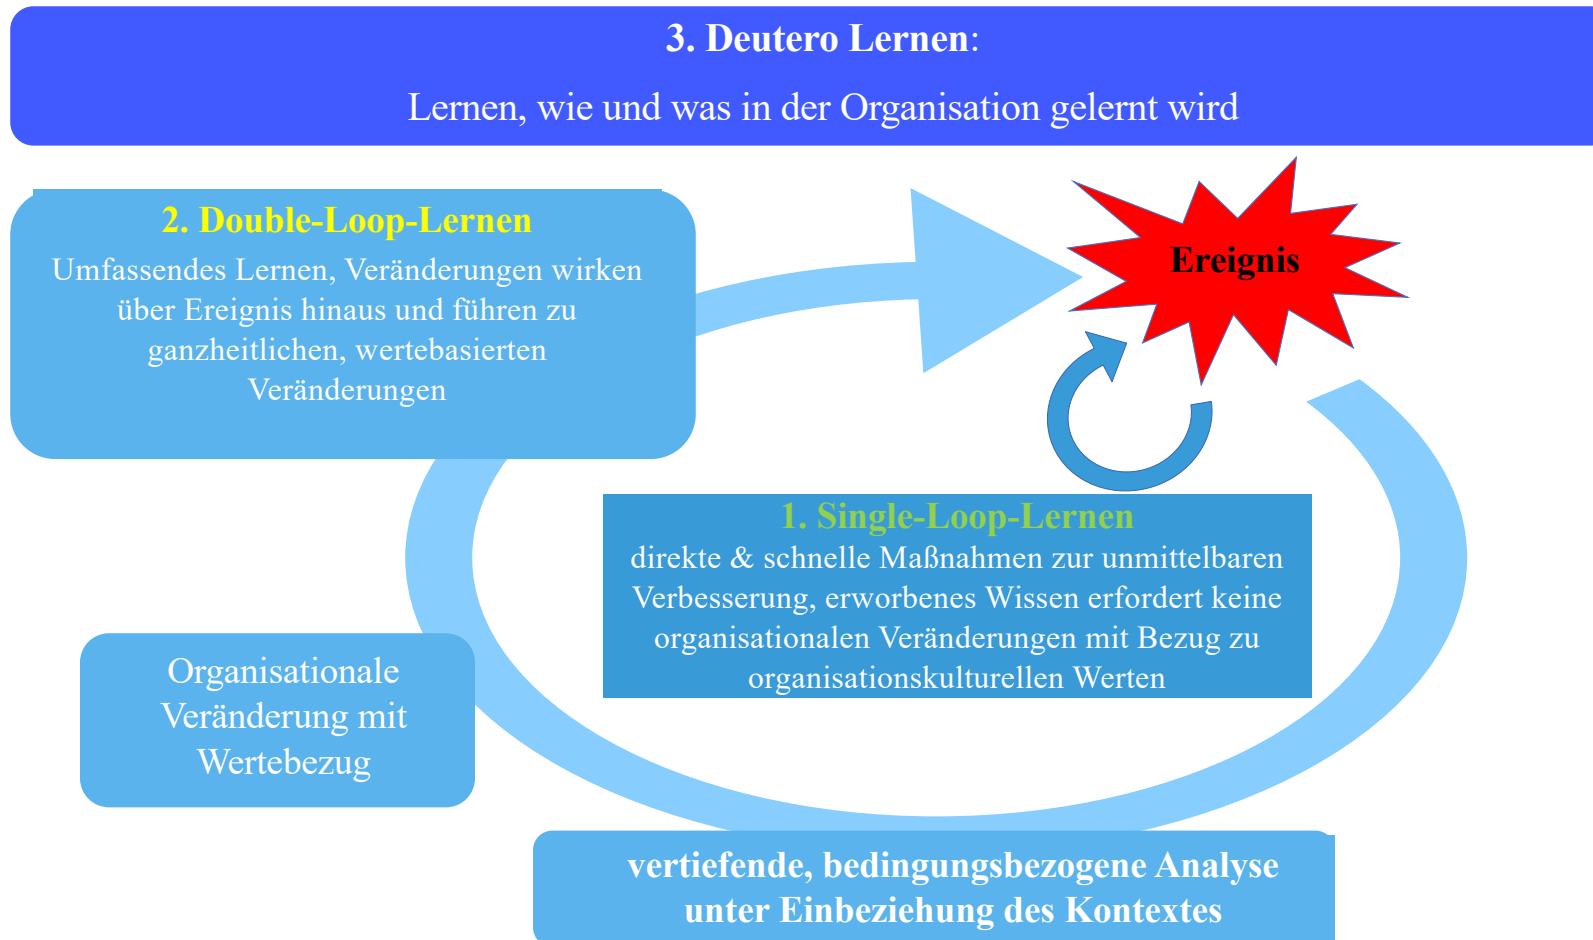 3. Deutero Lernen:
Lernen, wie und was in der Organisation gelernt wird
2. Double-Loop-Lernen
Umfassendes Lernen, Veränderungen wirken
über Ereignis hinaus und führen zu
ganzheitlichen, wertebasierten
Veränderungen
Ereignis
1. Single-Loop-Lernen
direkte & schnelle Maßnahmen zur unmittelbaren
Verbesserung, erworbenes Wissen erfordert keine
organisationalen Veränderungen mit Bezug zu
organisationskulturellen Werten
Organisationale
Veränderung mit
Wertebezug
vertiefende, bedingungsbezogene Analyse
unter Einbeziehung des Kontextes